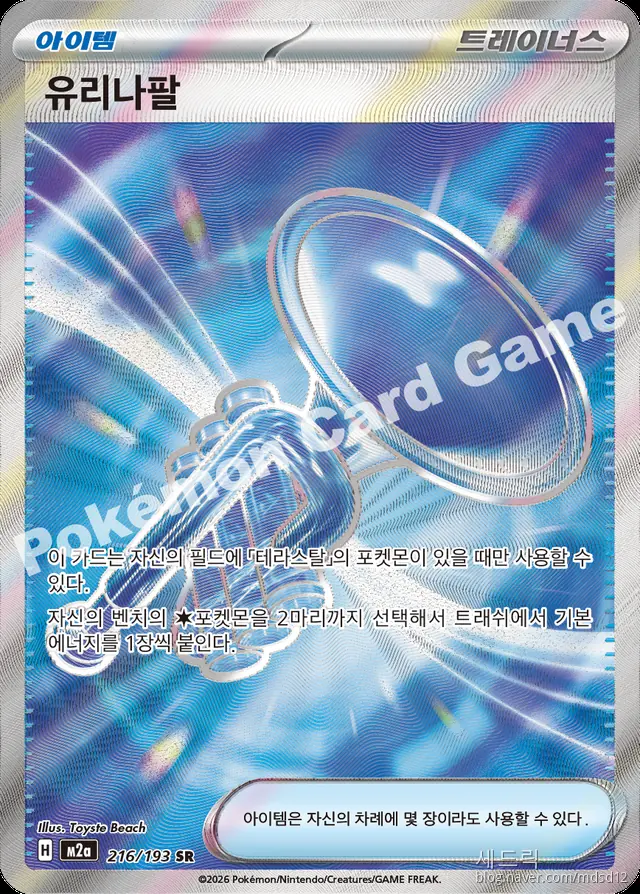 아이템
트레이너스
유리나팔
Pokémon Card Game
이 카드는 자신의 필드에 「테라스탈」의 포켓몬이 있을 때만 사용할 수
있다.
자신의 벤치의 ✷포켓몬을 2마리까지 선택해서 트래쉬에서 기본
에너지를 1장씩 붙인다.
아이템은 자신의 차례에 몇 장이라도 사용할 수 있다.
Illus. Toyste Beach
H M2a 216/193 SR
세드릭
blog.naver.com/mdsd12
©2026 Pokémon/Nintendo/Creatures/GAME FREAK.